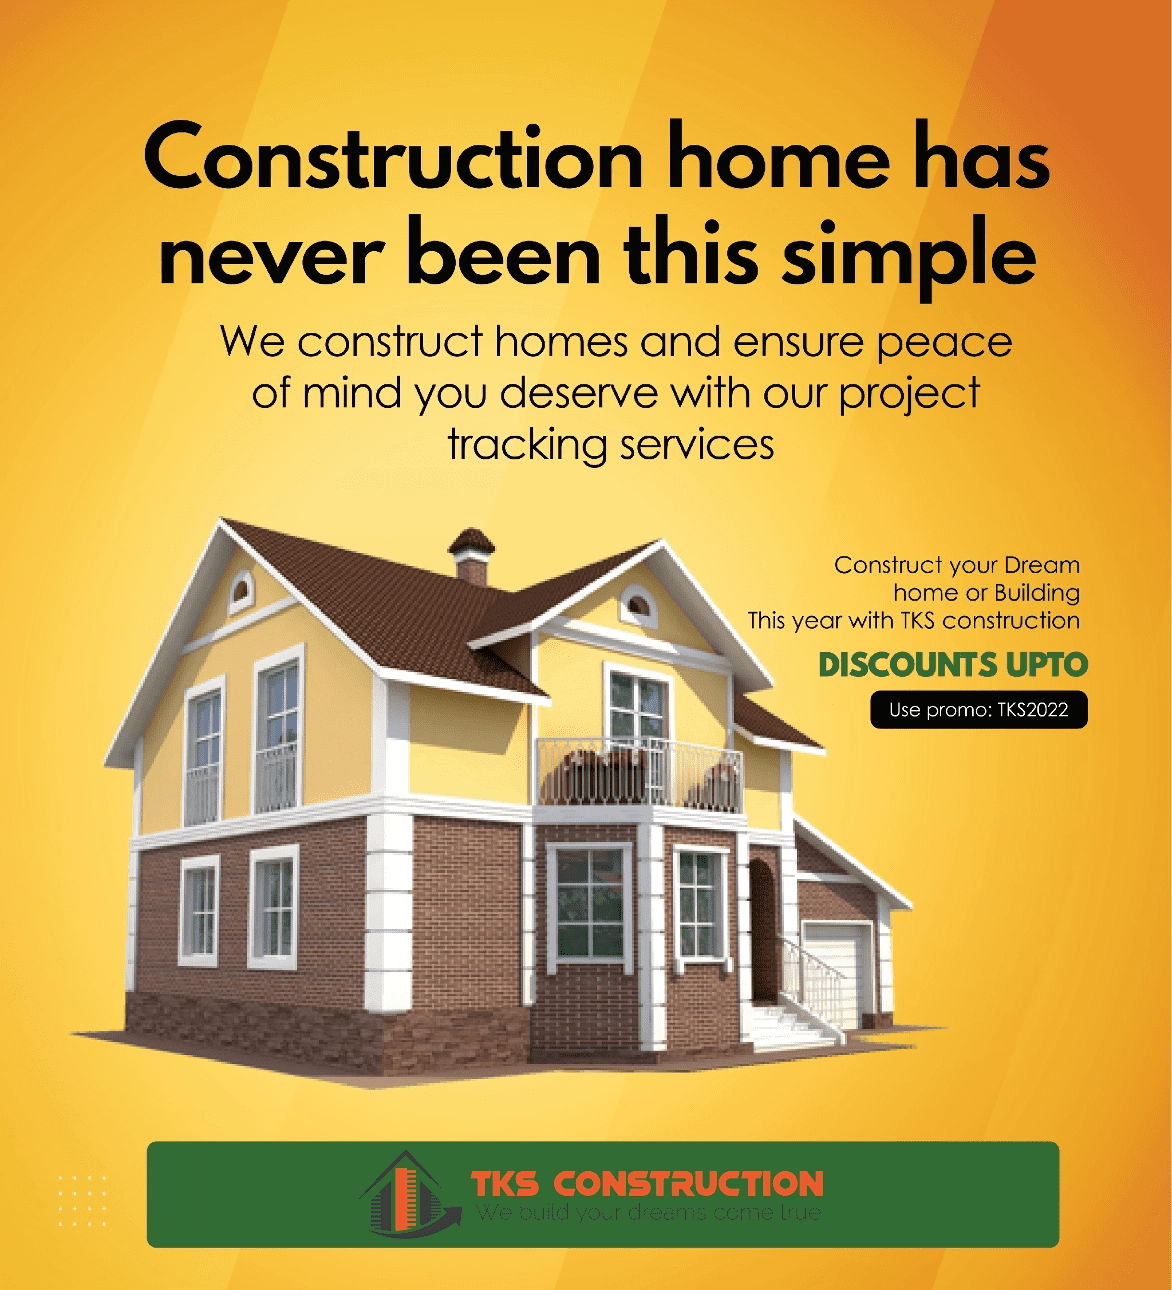 Construction home has
never been this simple
We construct homes and ensure peace
of mind you deserve with our project
tracking services
Construct your Dream
home or Building
This year with TKS construction
DISCOUNTS UPTO
Use promo: TKS2022
TKS CONSTRUCTION
We build your dreams come true